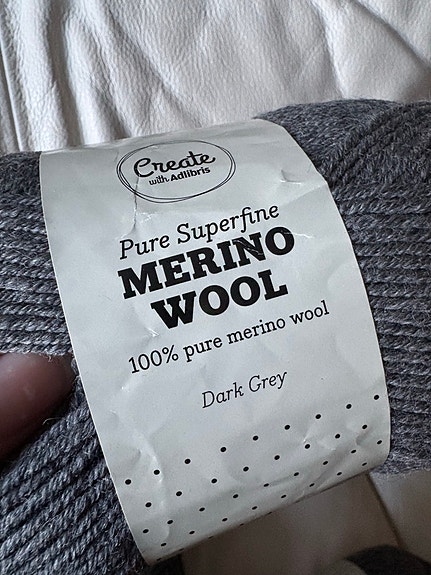 Create
with Adlibris
Pure Superfine
MERINO
WOOL
100% pure merino wool
Dark Grey